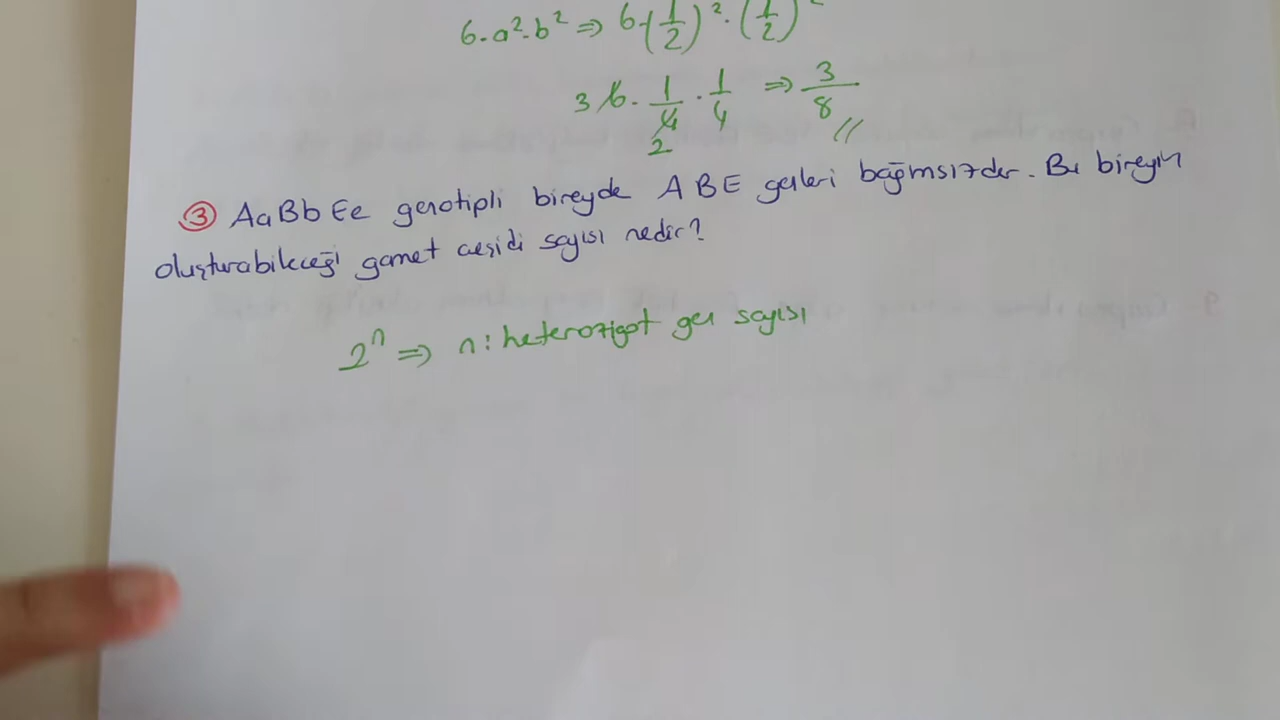 6.a².b² ⇒ 6.(1/2)².(1/2)²
3 6. 1/4 . 1/4 ⇒ 3/8 //
2
③ AaBbEe genotipli bireyde ABE genleri bağımsızdır. Bu bireyin
oluşturabileceği gamet çeşidi sayısı nedir?
2ⁿ ⇒ n: heterozigot gen sayısı